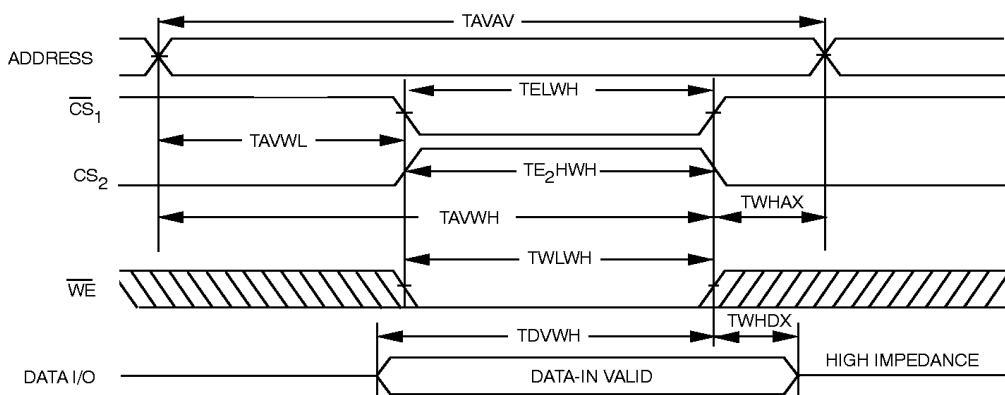 TAVAV
ADDRESS
TELWH
CS1
TAVWL
CS2
TE2HWH
TWHAX
TAVWH
TWLWH
WE
TDVWH
TWHDX
DATA I/O
DATA-IN VALID
HIGH IMPEDANCE